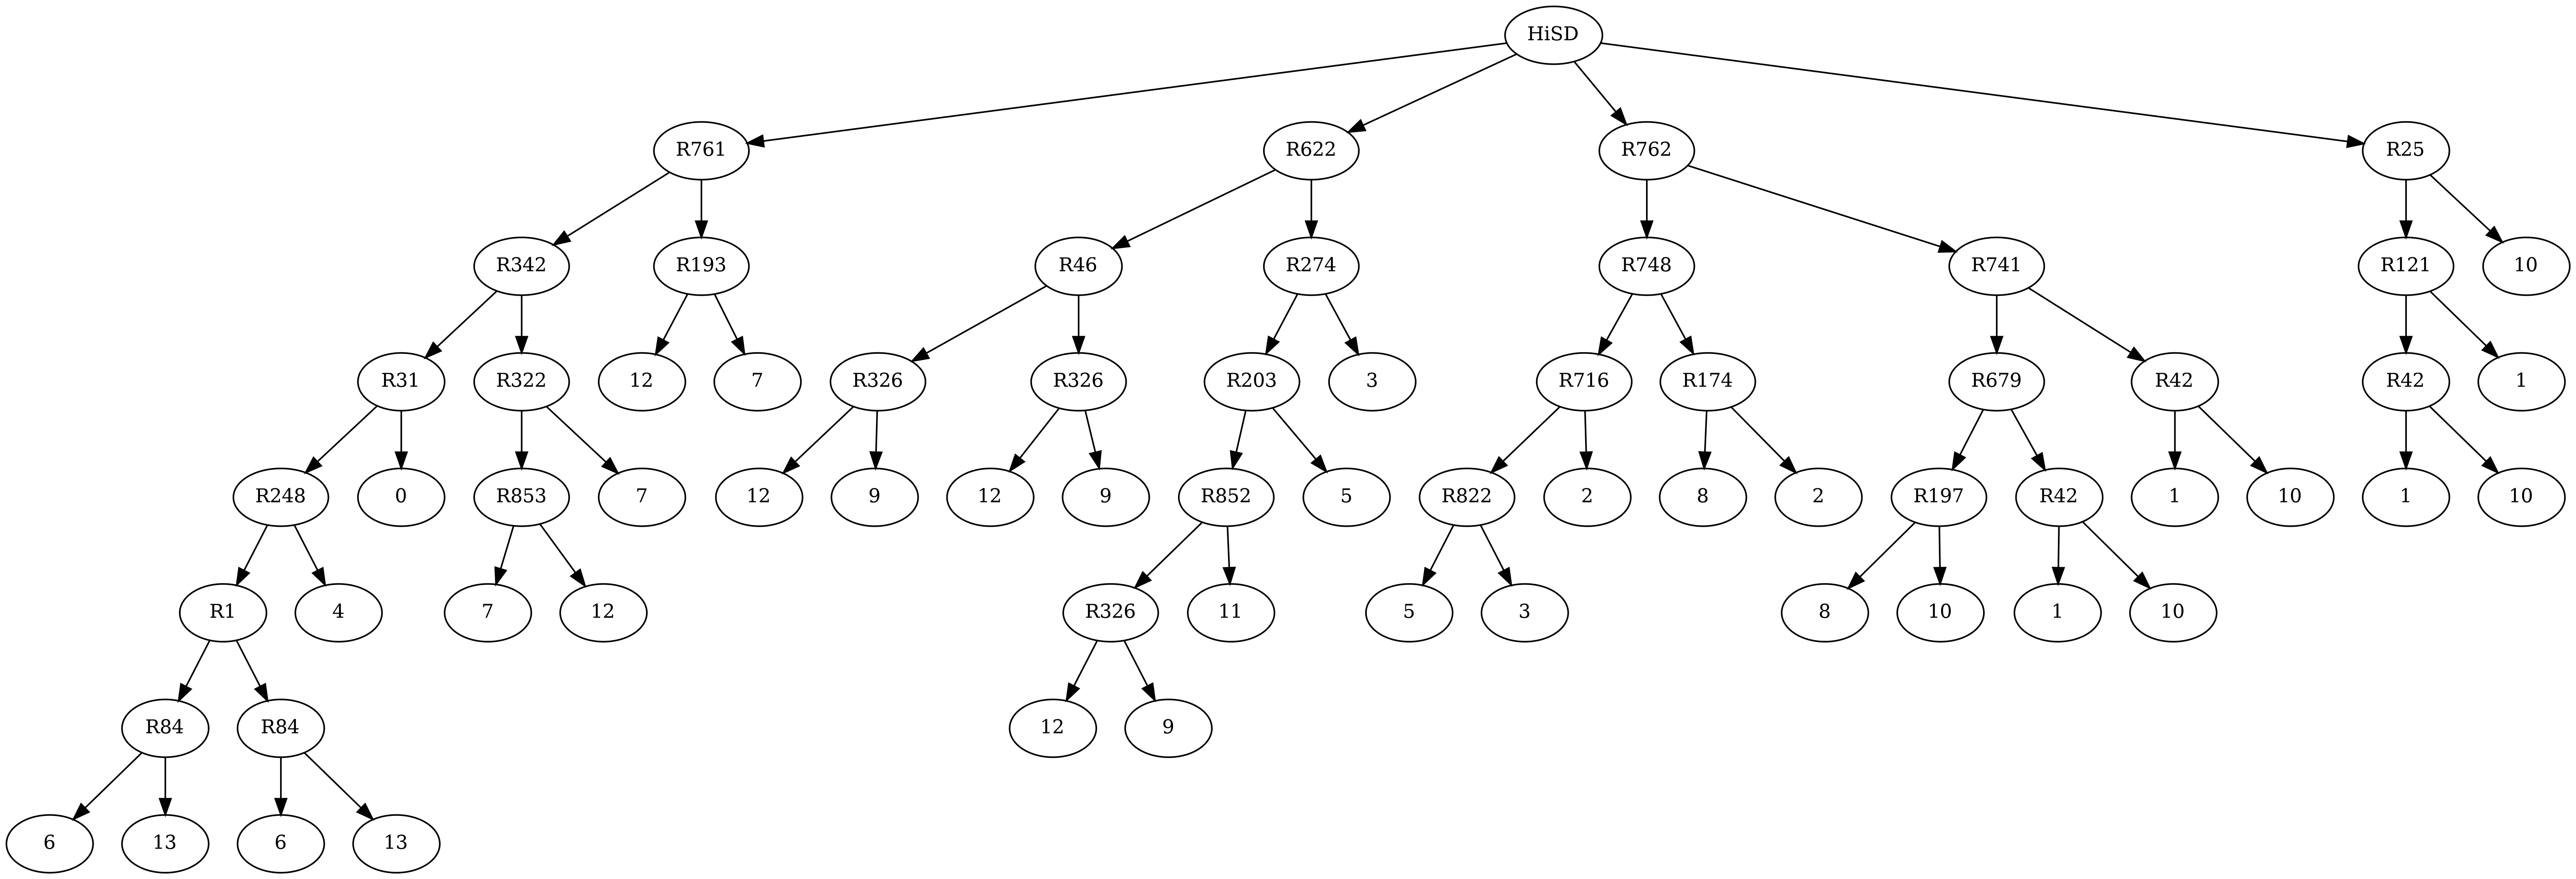 HiSD
R761 R622 R762 R25
R342 R193 R46 R274 R748 R741 R121 10
R31 R322 12 7 R326 R326 R203 3 R716 R174 R679 R42 R42 1
R248 0 R853 7 12 9 12 9 R852 5 R822 2 8 2 R197 R42 1 10 1 10
R1 4 7 12 R326 11 5 3 8 10 1 10
R84 R84 12 9
6 13 6 13